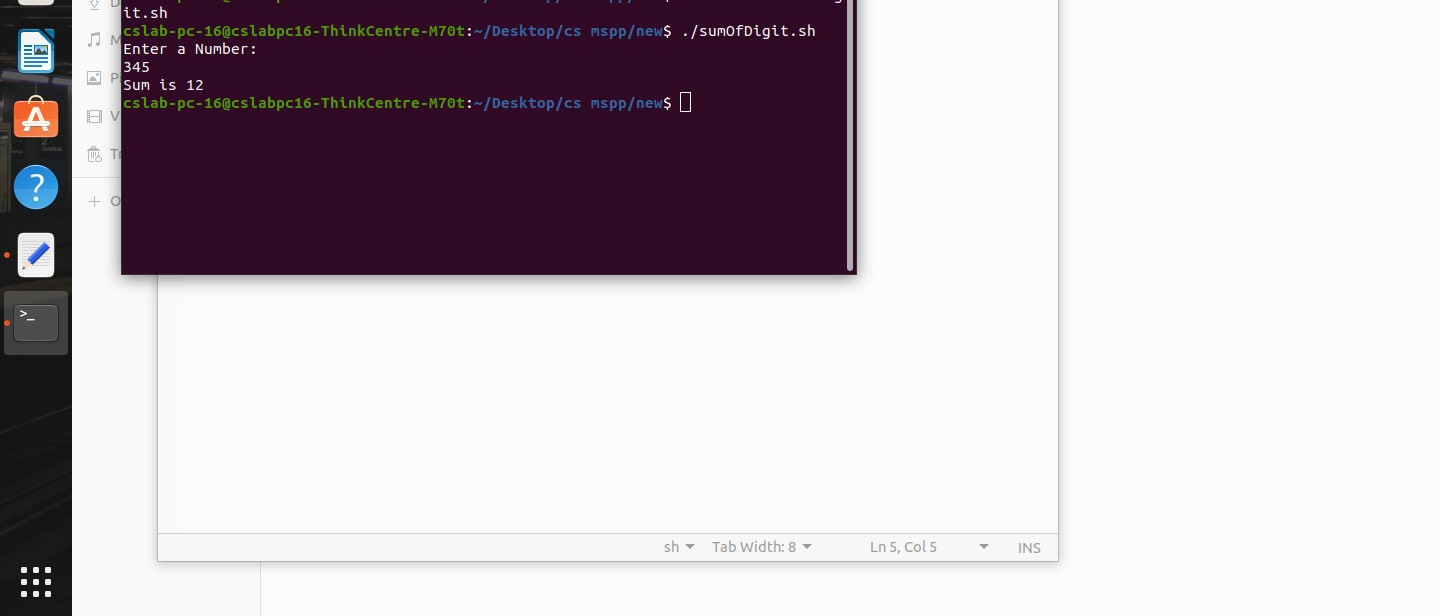 it.sh
cslab-pc-16@cslabpc16-ThinkCentre-M70t:~/Desktop/cs mspp/new$ ./sumOfDigit.sh
Enter a Number:
345
Sum is 12
cslab-pc-16@cslabpc16-ThinkCentre-M70t:~/Desktop/cs mspp/new$
sh Tab Width: 8 Ln 5, Col 5 INS